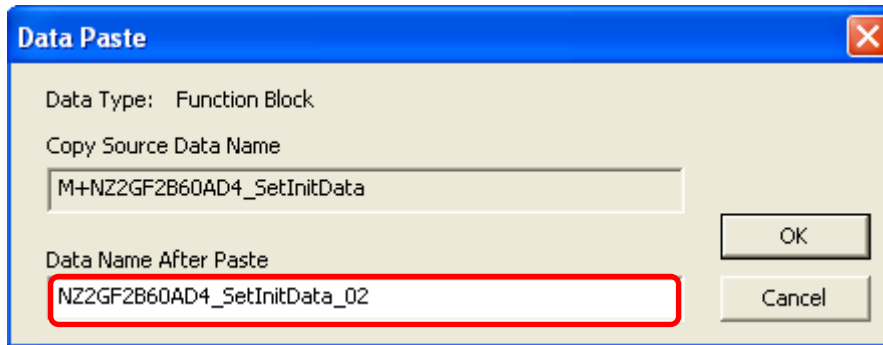 Data Paste
Data Type: Function Block
Copy Source Data Name
M+NZ2GF2B60AD4_SetInitData
OK
Data Name After Paste
NZ2GF2B60AD4_SetInitData_02
Cancel